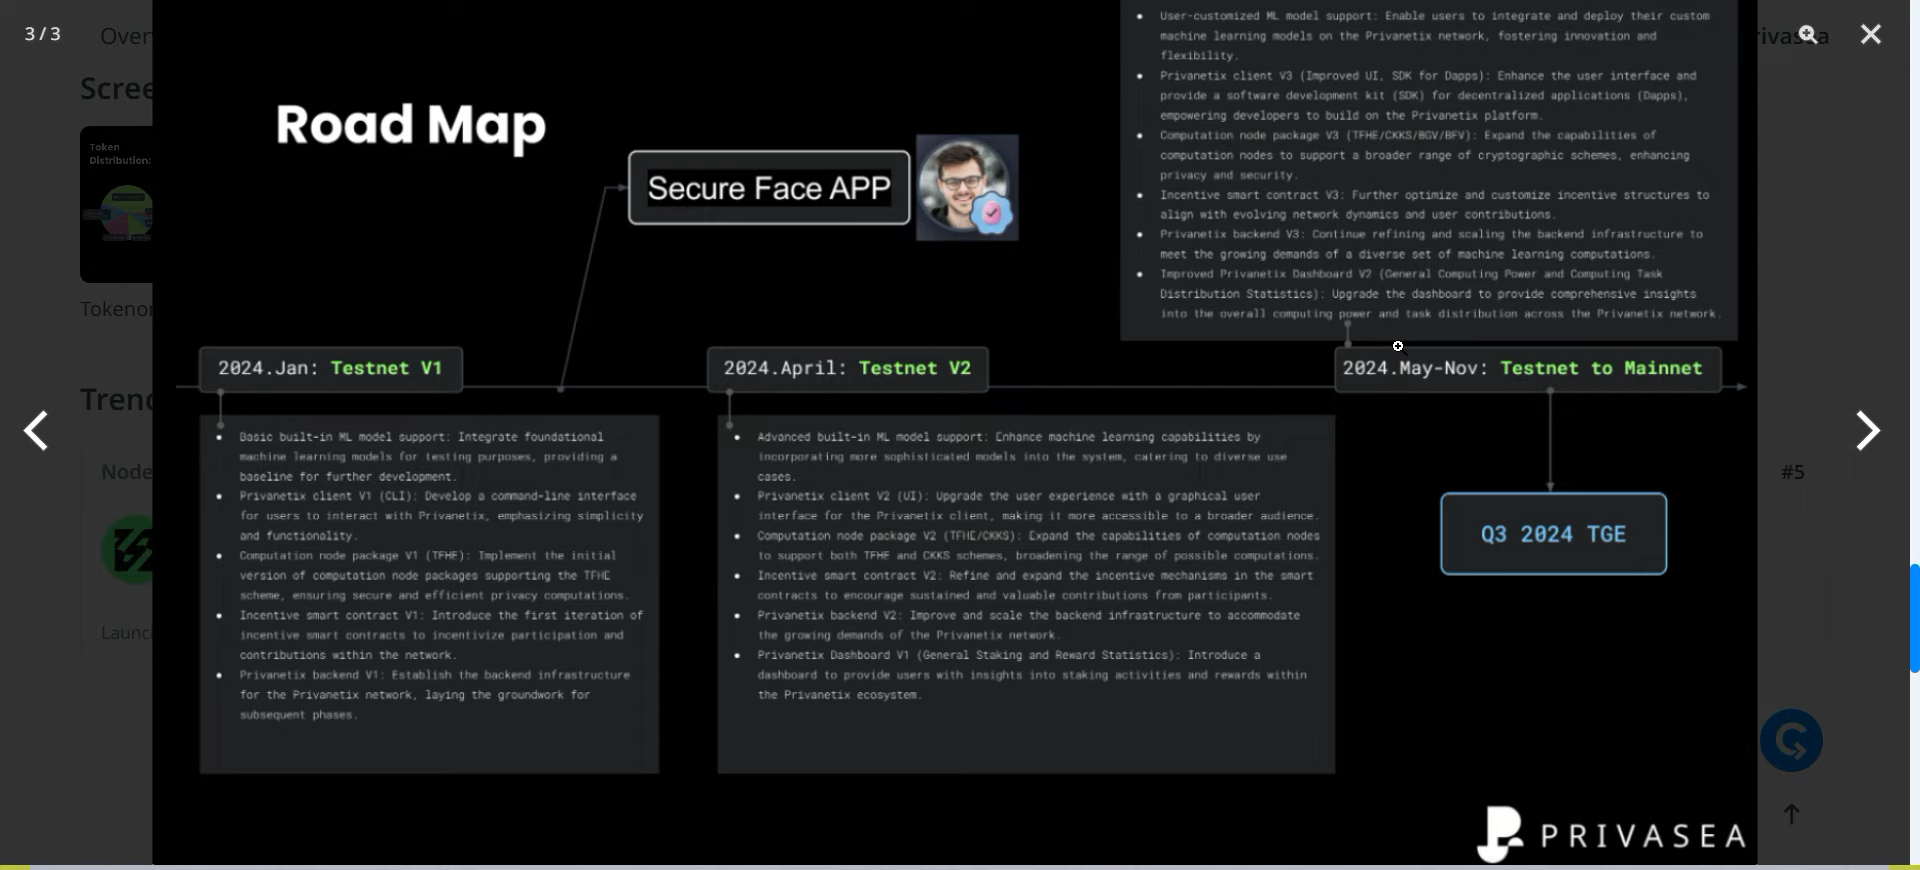 3 / 3
Over
Privasea
Scree
Token
Distribution:
Tokenom
Trenc
Node
Launc
#5
Road Map
Secure Face APP
User-customized ML model support: Enable users to integrate and deploy their custom
machine learning models on the Privanetix network, fostering innovation and
flexibility.
Privanetix client V3 (Improved UI, SDK for Dapps): Enhance the user interface and
provide a software development kit (SDK) for decentralized applications (Dapps),
empowering developers to build on the Privanetix platform.
Computation node package V3 (TFHE/CKKS/BGV/BFV): Expand the capabilities of
computation nodes to support a broader range of cryptographic schemes, enhancing
privacy and security.
Incentive smart contract V3: Further optimize and customize incentive structures to
align with evolving network dynamics and user contributions.
Privanetix backend V3: Continue refining and scaling the backend infrastructure to
meet the growing demands of a diverse set of machine learning computations.
Improved Privanetix Dashboard V2 (General Computing Power and Computing Task
Distribution Statistics): Upgrade the dashboard to provide comprehensive insights
into the overall computing power and task distribution across the Privanetix network.
2024.Jan: Testnet V1
2024.April: Testnet V2
2024.May-Nov: Testnet to Mainnet
Basic built-in ML model support: Integrate foundational
machine learning models for testing purposes, providing a
baseline for further development.
Privanetix client V1 (CLI): Develop a command-line interface
for users to interact with Privanetix, emphasizing simplicity
and functionality.
Computation node package V1 (TFHE): Implement the initial
version of computation node packages supporting the TFHE
scheme, ensuring secure and efficient privacy computations.
Incentive smart contract V1: Introduce the first iteration of
incentive smart contracts to incentivize participation and
contributions within the network.
Privanetix backend V1: Establish the backend infrastructure
for the Privanetix network, laying the groundwork for
subsequent phases.
Advanced built-in ML model support: Enhance machine learning capabilities by
incorporating more sophisticated models into the system, catering to diverse use
cases.
Privanetix client V2 (UI): Upgrade the user experience with a graphical user
interface for the Privanetix client, making it more accessible to a broader audience.
Computation node package V2 (TFHE/CKKS): Expand the capabilities of computation nodes
to support both TFHE and CKKS schemes, broadening the range of possible computations.
Incentive smart contract V2: Refine and expand the incentive mechanisms in the smart
contracts to encourage sustained and valuable contributions from participants.
Privanetix backend V2: Improve and scale the backend infrastructure to accommodate
the growing demands of the Privanetix network.
Privanetix Dashboard V1 (General Staking and Reward Statistics): Introduce a
dashboard to provide users with insights into staking activities and rewards within
the Privanetix ecosystem.
Q3 2024 TGE
PRIVASEA